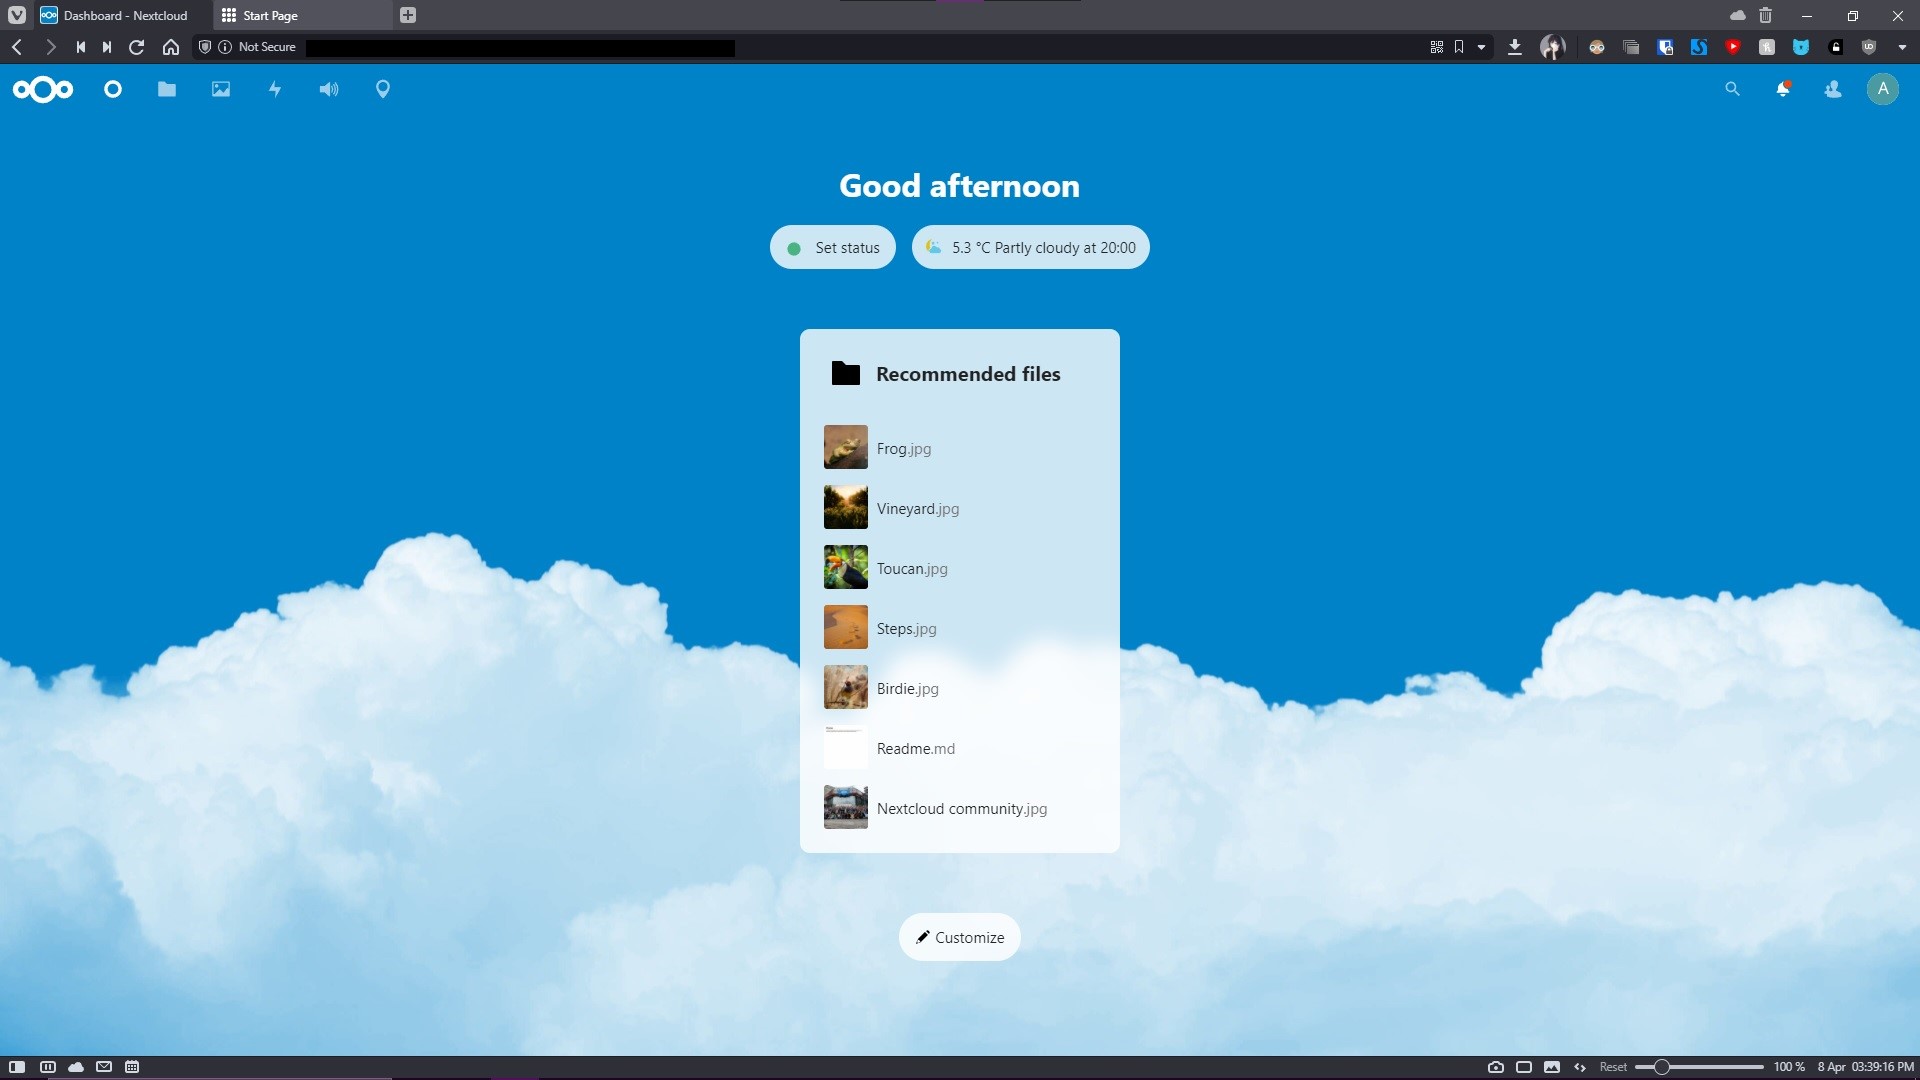 Dashboard - Nextcloud
Start Page
Not Secure
A
Good afternoon
Set status
5.3 °C Partly cloudy at 20:00
Recommended files
Frog.jpg
Vineyard.jpg
Toucan.jpg
Steps.jpg
Birdie.jpg
Readme.md
Nextcloud community.jpg
Customize
Reset
100 %
8 Apr 03:39:16 PM